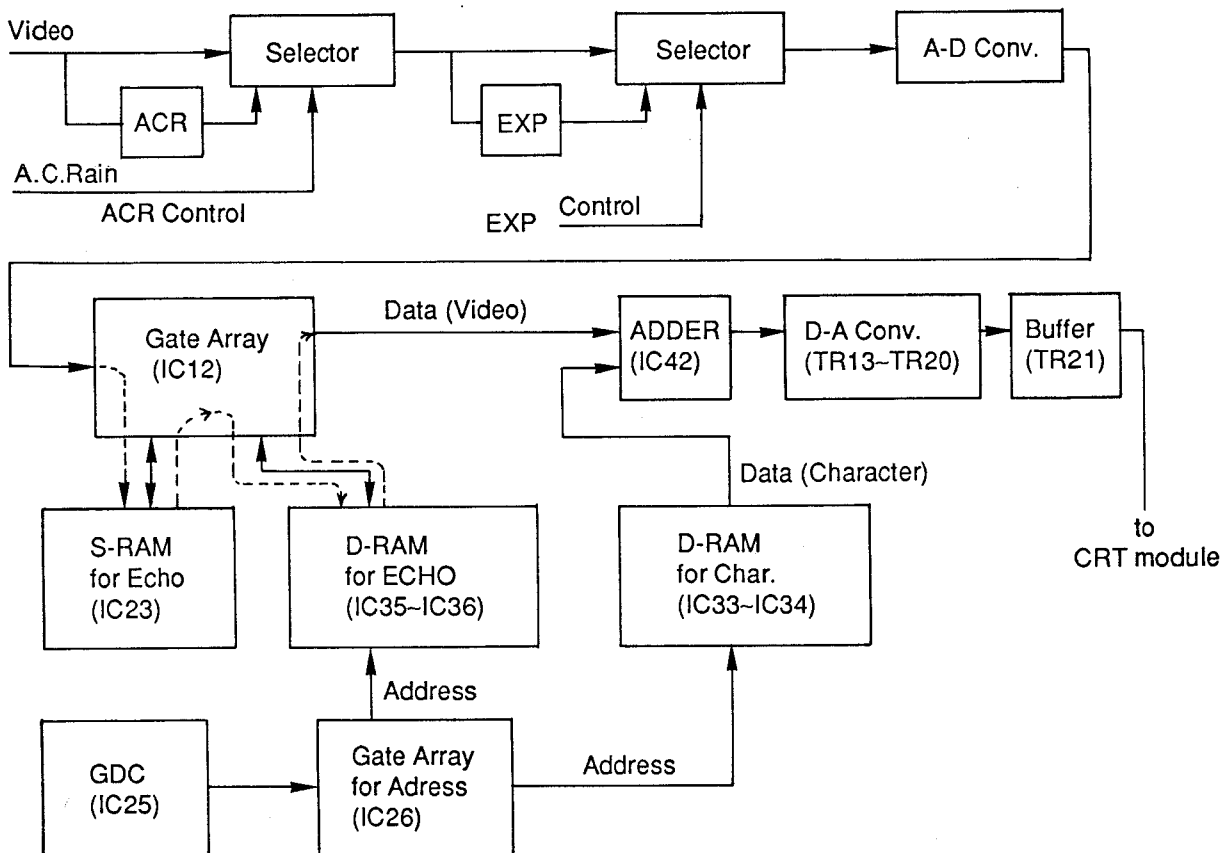 Video
Selector
Selector
A-D Conv.
ACR
EXP
A.C.Rain
ACR Control
EXP
Control
Gate Array
(IC12)
Data (Video)
ADDER
(IC42)
D-A Conv.
(TR13~TR20)
Buffer
(TR21)
Data (Character)
S-RAM
for Echo
(IC23)
D-RAM
for ECHO
(IC35~IC36)
D-RAM
for Char.
(IC33~IC34)
to
CRT module
Address
GDC
(IC25)
Gate Array
for Adress
(IC26)
Address